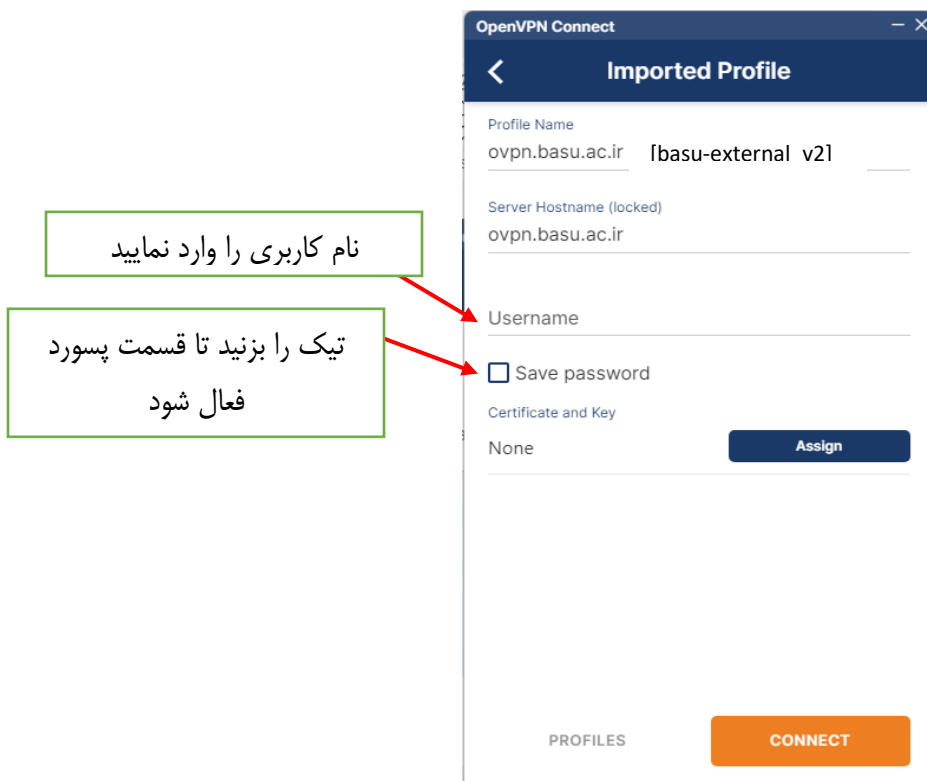 OpenVPN Connect
Imported Profile
Profile Name
ovpn.basu.ac.ir [basu-external_v2]
Server Hostname (locked)
ovpn.basu.ac.ir
نام کاربری را وارد نمایید
Username
تیک را بزنید تا قسمت پسورد
فعال شود
Save password
Certificate and Key
None
Assign
PROFILES
CONNECT